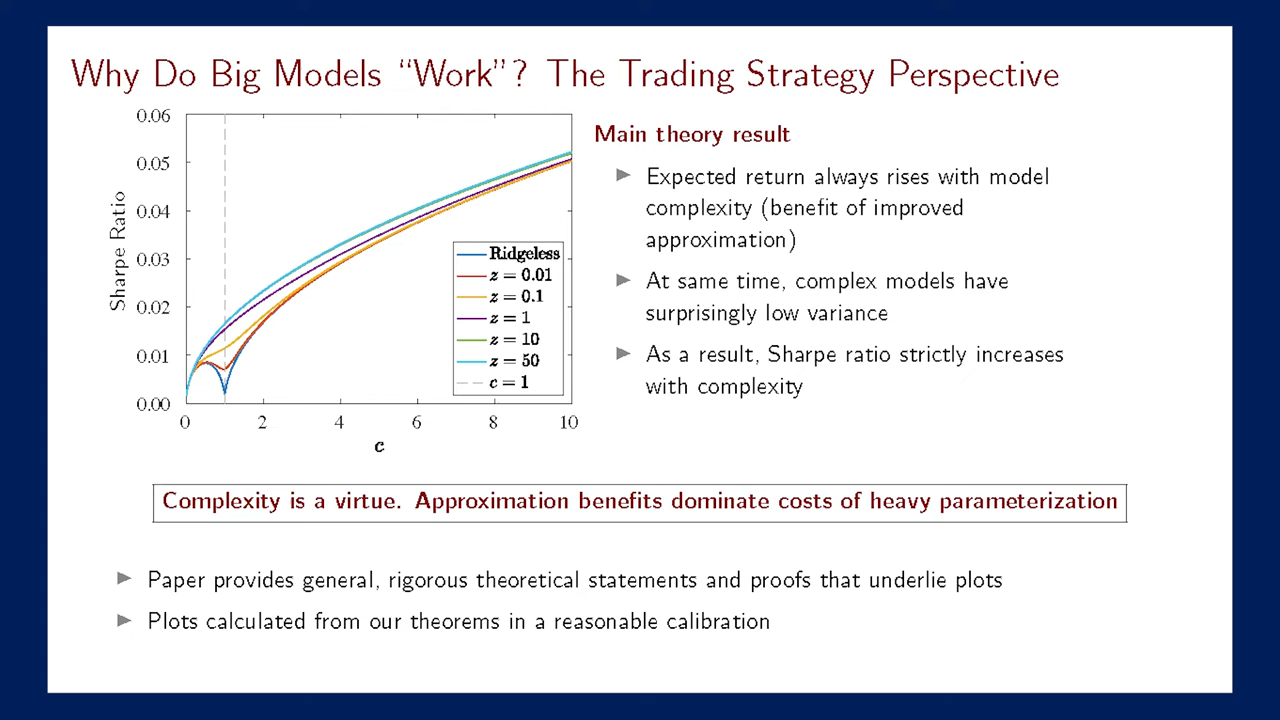 Why Do Big Models “Work”? The Trading Strategy Perspective
0.06
0.05
0.04
0.03
0.02
0.01
0.00
Sharpe Ratio
0
2
4
6
8
10
c
Ridgeless
z = 0.01
z = 0.1
z = 1
z = 10
z = 50
c = 1
Main theory result
Expected return always rises with model
complexity (benefit of improved
approximation)
At same time, complex models have
surprisingly low variance
As a result, Sharpe ratio strictly increases
with complexity
Complexity is a virtue. Approximation benefits dominate costs of heavy parameterization
Paper provides general, rigorous theoretical statements and proofs that underlie plots
Plots calculated from our theorems in a reasonable calibration